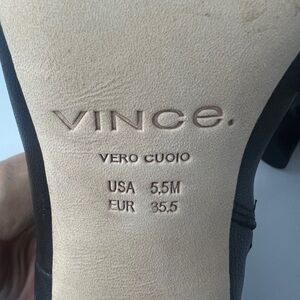 VINCE.
VERO CUOIO
USA 5.5M
EUR 35.5